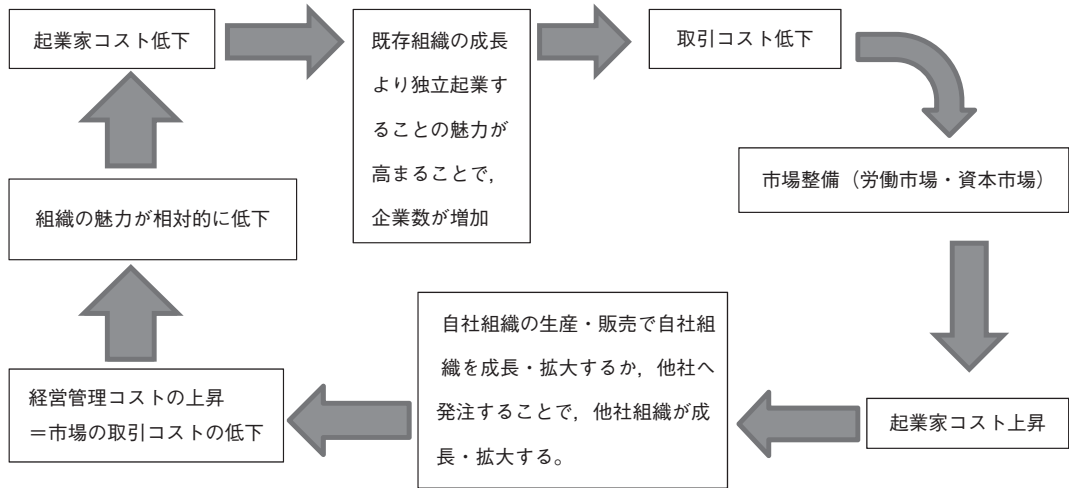 起業家コスト低下
既存組織の成長
より独立起業す
ることの魅力が
高まることで，
企業数が増加
取引コスト低下
市場整備（労働市場・資本市場）
起業家コスト上昇
自社組織の生産・販売で自社組
織を成長・拡大するか，他社へ
発注することで，他社組織が成
長・拡大する。
経営管理コストの上昇
＝市場の取引コストの低下
組織の魅力が相対的に低下